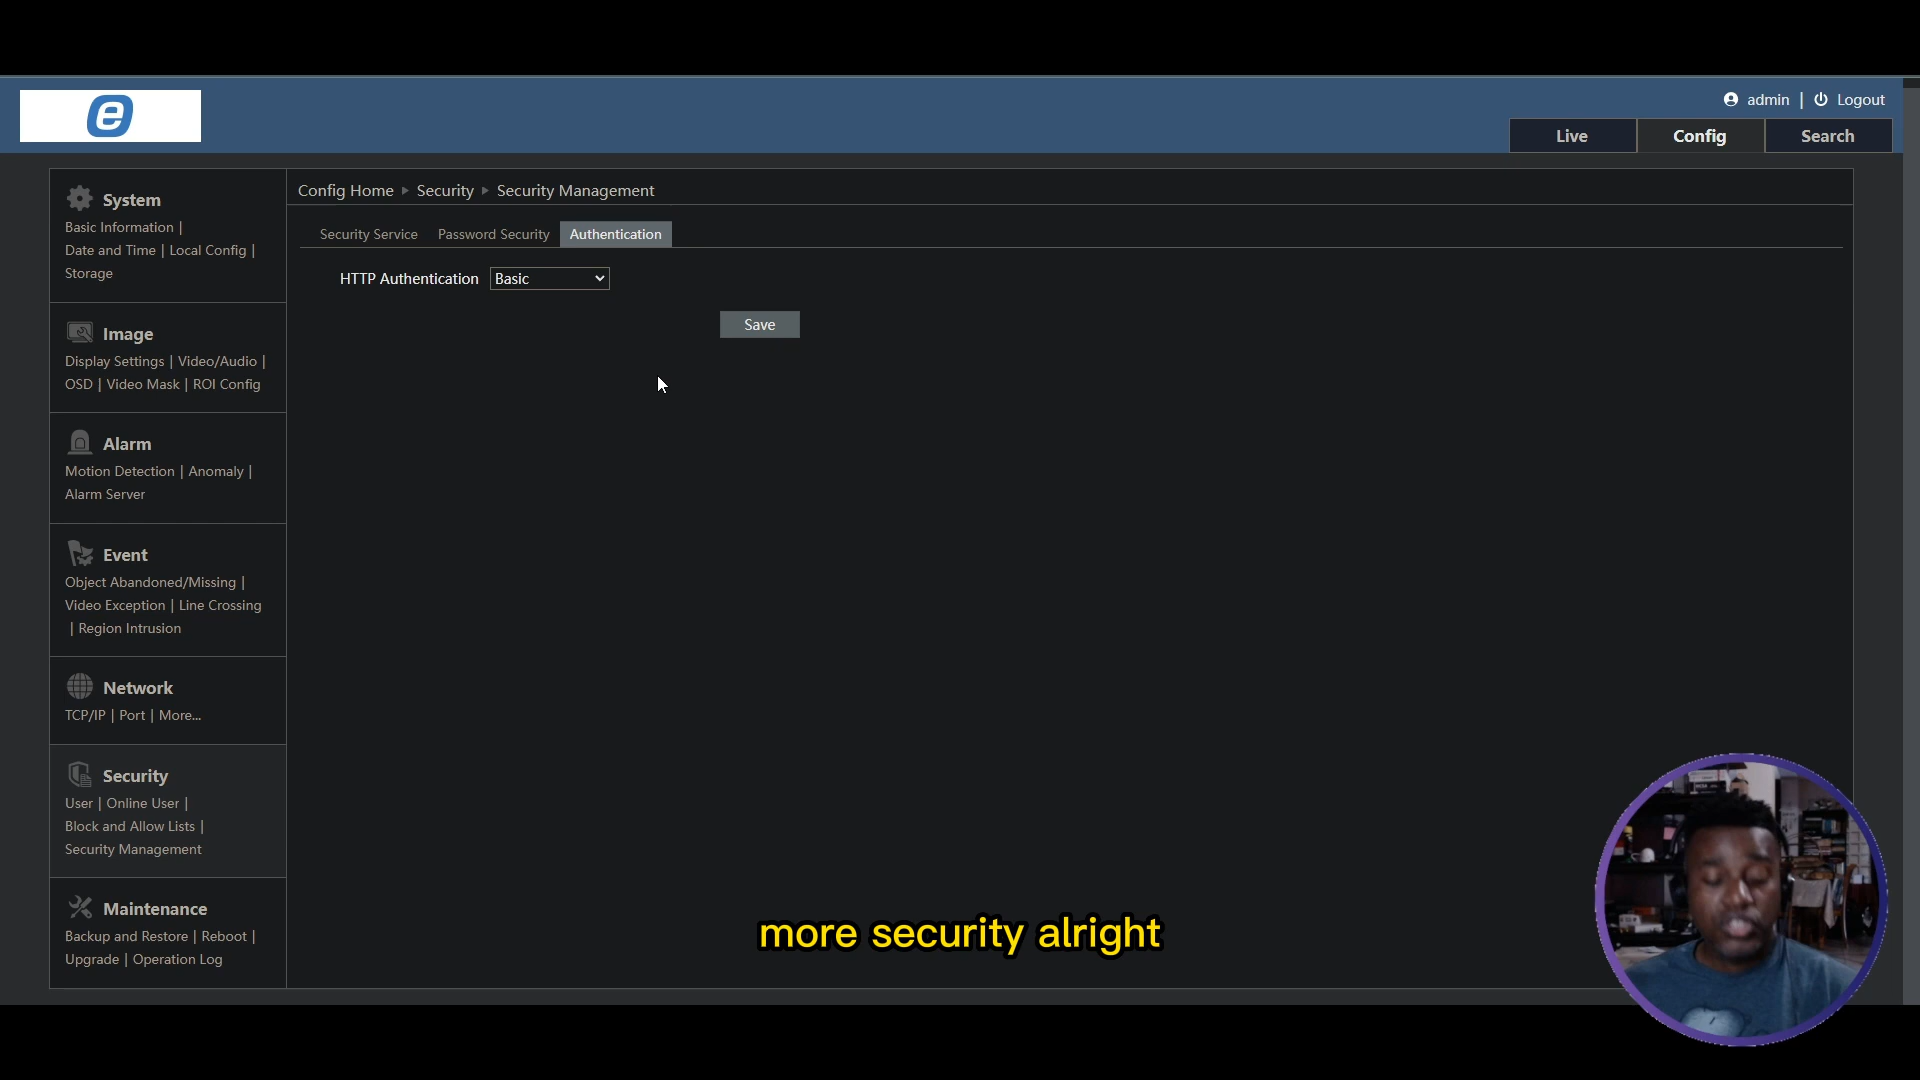 e
admin | Logout
Live Config Search
System
Basic Information |
Date and Time | Local Config |
Storage
Image
Display Settings | Video/Audio |
OSD | Video Mask | ROI Config
Alarm
Motion Detection | Anomaly |
Alarm Server
Event
Object Abandoned/Missing |
Video Exception | Line Crossing
| Region Intrusion
Network
TCP/IP | Port | More...
Security
User | Online User |
Block and Allow Lists |
Security Management
Maintenance
Backup and Restore | Reboot |
Upgrade | Operation Log
Config Home ▸ Security ▸ Security Management
Security Service Password Security Authentication
HTTP Authentication Basic
Save
more security alright